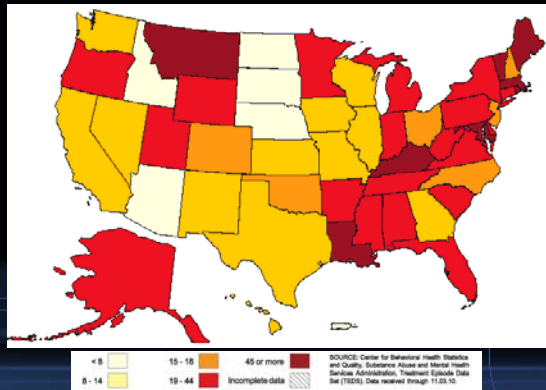 < 8
15 - 18
45 or more
8 - 14
19 - 44
Incomplete data
SOURCE: Center for Behavioral Health Statistics
and Quality, Substance Abuse and Mental Health
Services Administration, Treatment Episode Data
Set (TEDS). Data received through 11.03.10.